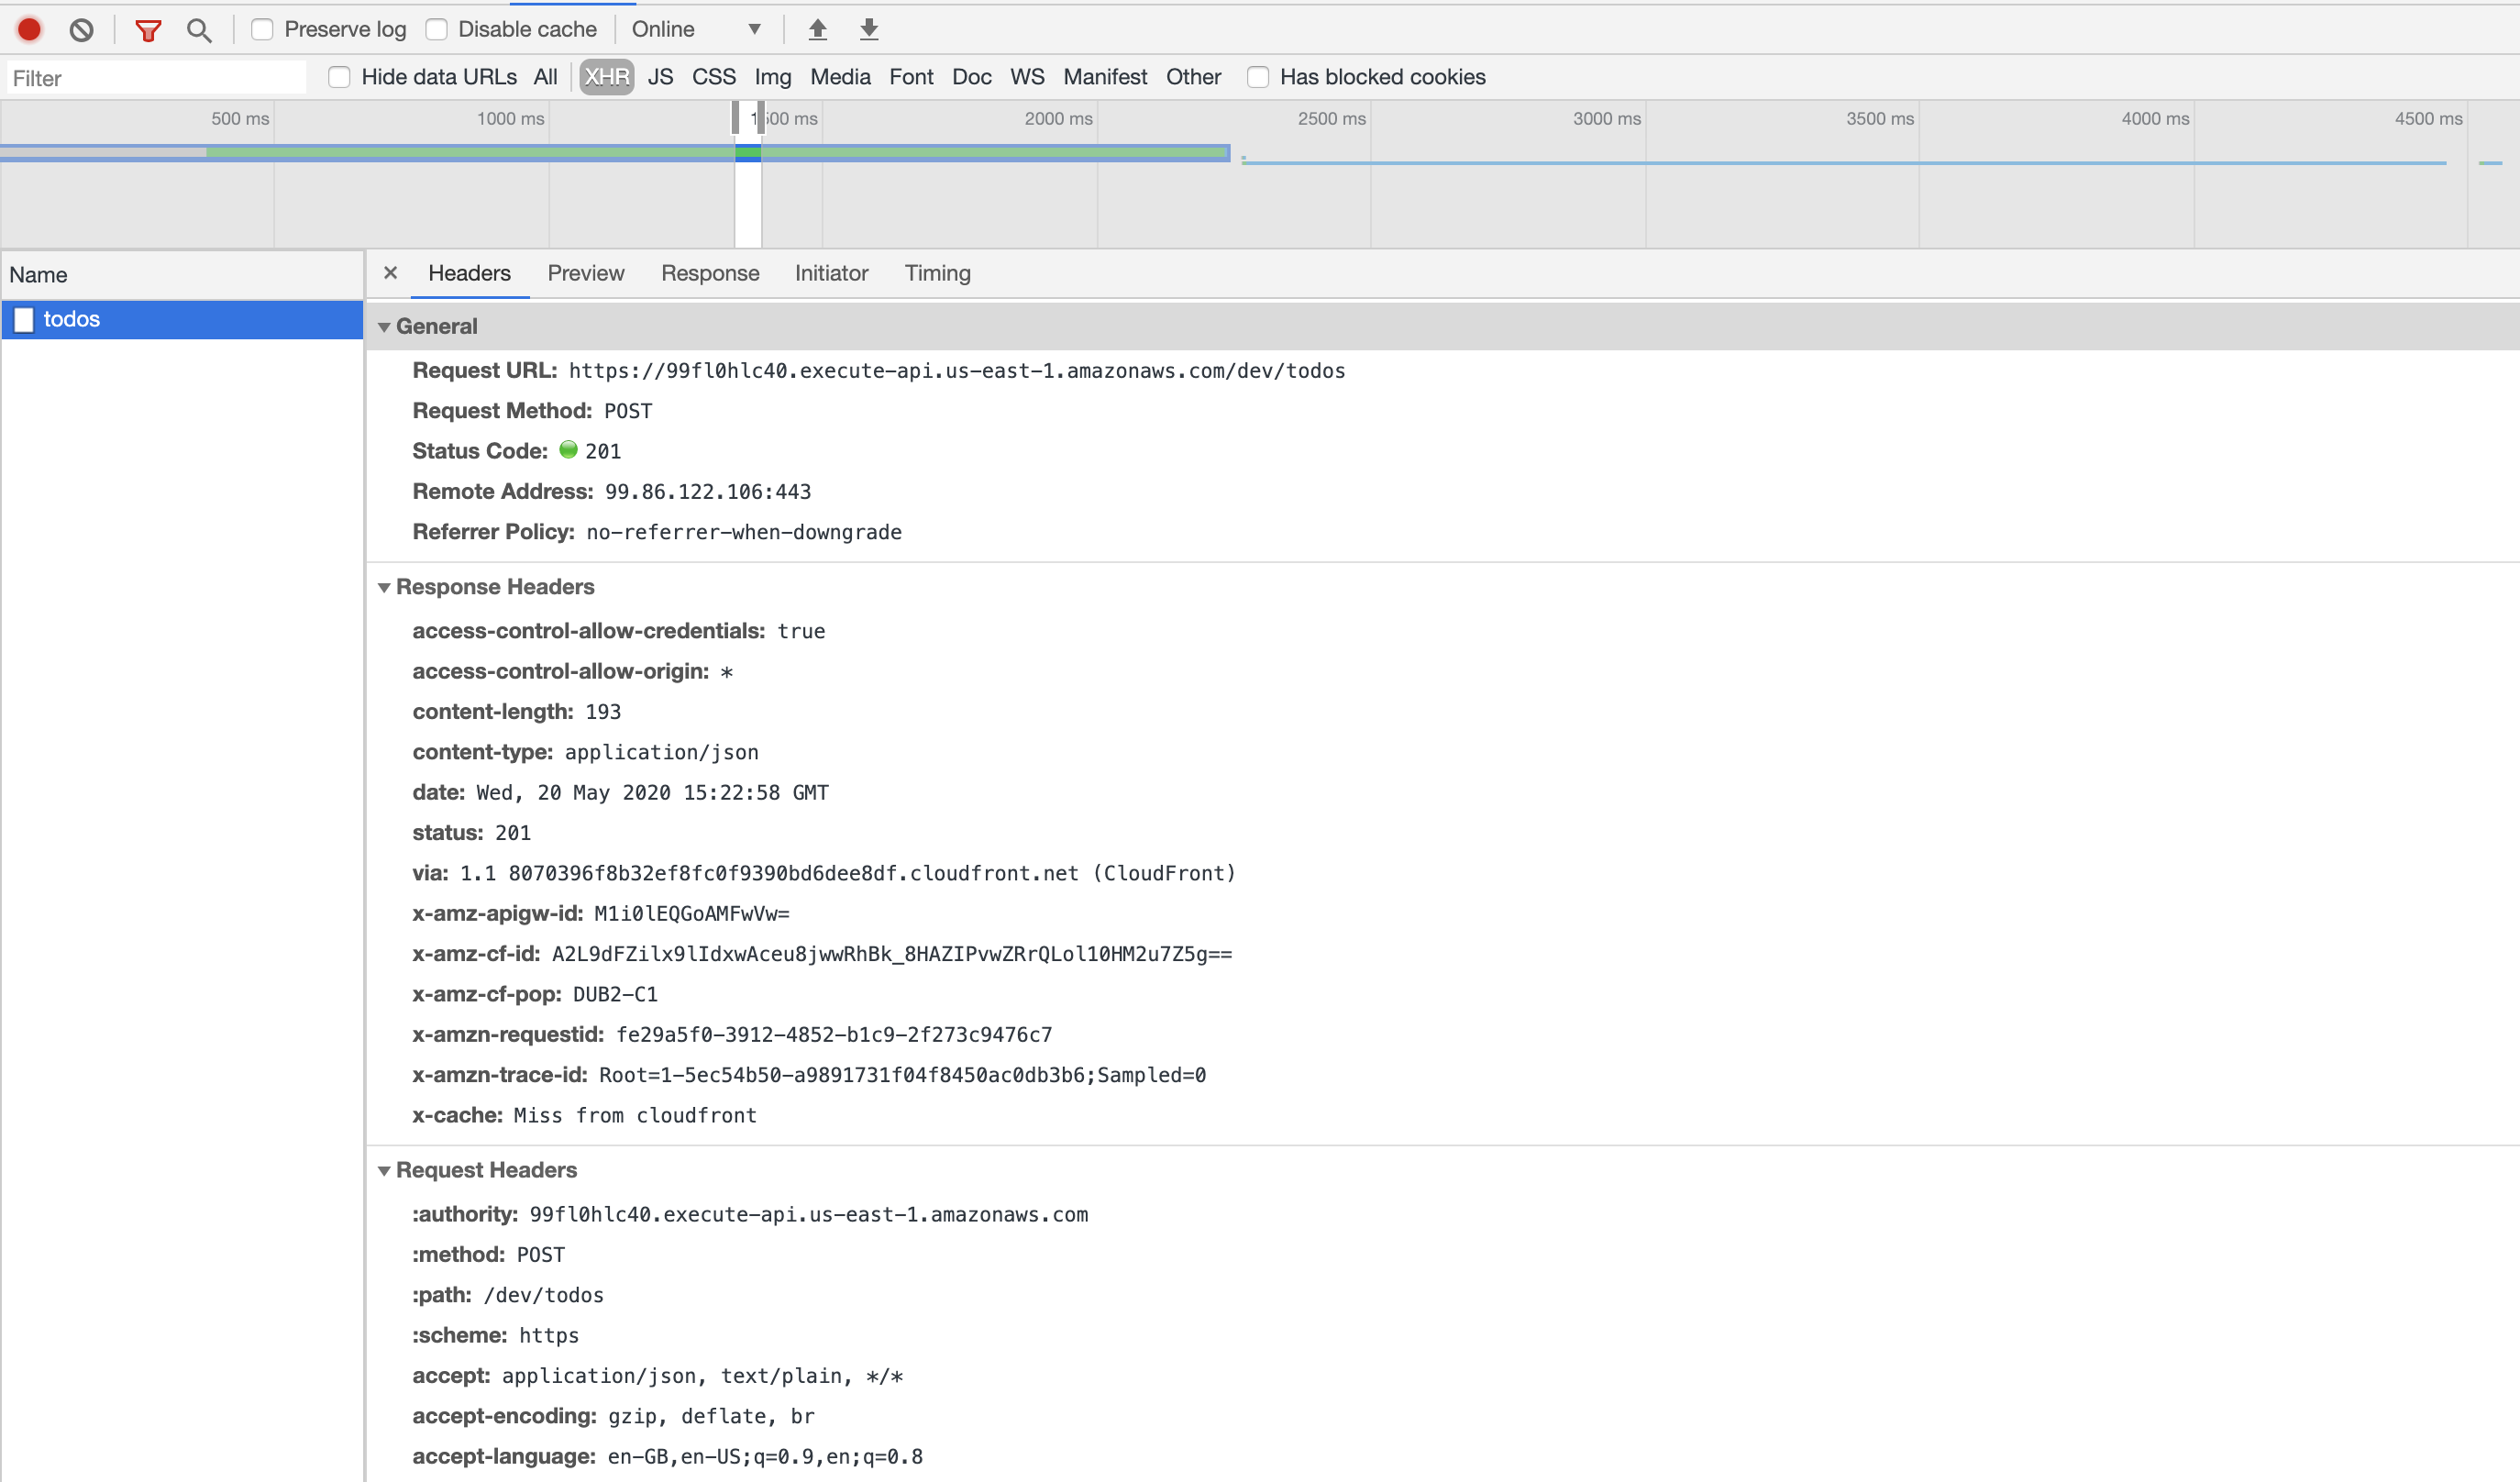 Preserve log Disable cache Online
Filter Hide data URLs All XHR JS CSS Img Media Font Doc WS Manifest Other Has blocked cookies
500 ms 1000 ms 1500 ms 2000 ms 2500 ms 3000 ms 3500 ms 4000 ms 4500 ms
Name × Headers Preview Response Initiator Timing
todos
General
Request URL: https://99fl0hlc40.execute-api.us-east-1.amazonaws.com/dev/todos
Request Method: POST
Status Code: 201
Remote Address: 99.86.122.106:443
Referrer Policy: no-referrer-when-downgrade
Response Headers
access-control-allow-credentials: true
access-control-allow-origin: *
content-length: 193
content-type: application/json
date: Wed, 20 May 2020 15:22:58 GMT
status: 201
via: 1.1 8070396f8b32ef8fc0f9390bd6dee8df.cloudfront.net (CloudFront)
x-amz-apigw-id: M1i0lEQGoAMFwVw=
x-amz-cf-id: A2L9dFZilx9lIdxwAceu8jwwRhBk_8HAZIPvwZRrQLol10HM2u7Z5g==
x-amz-cf-pop: DUB2-C1
x-amzn-requestid: fe29a5f0-3912-4852-b1c9-2f273c9476c7
x-amzn-trace-id: Root=1-5ec54b50-a9891731f04f8450ac0db3b6;Sampled=0
x-cache: Miss from cloudfront
Request Headers
:authority: 99fl0hlc40.execute-api.us-east-1.amazonaws.com
:method: POST
:path: /dev/todos
:scheme: https
accept: application/json, text/plain, */*
accept-encoding: gzip, deflate, br
accept-language: en-GB,en-US;q=0.9,en;q=0.8